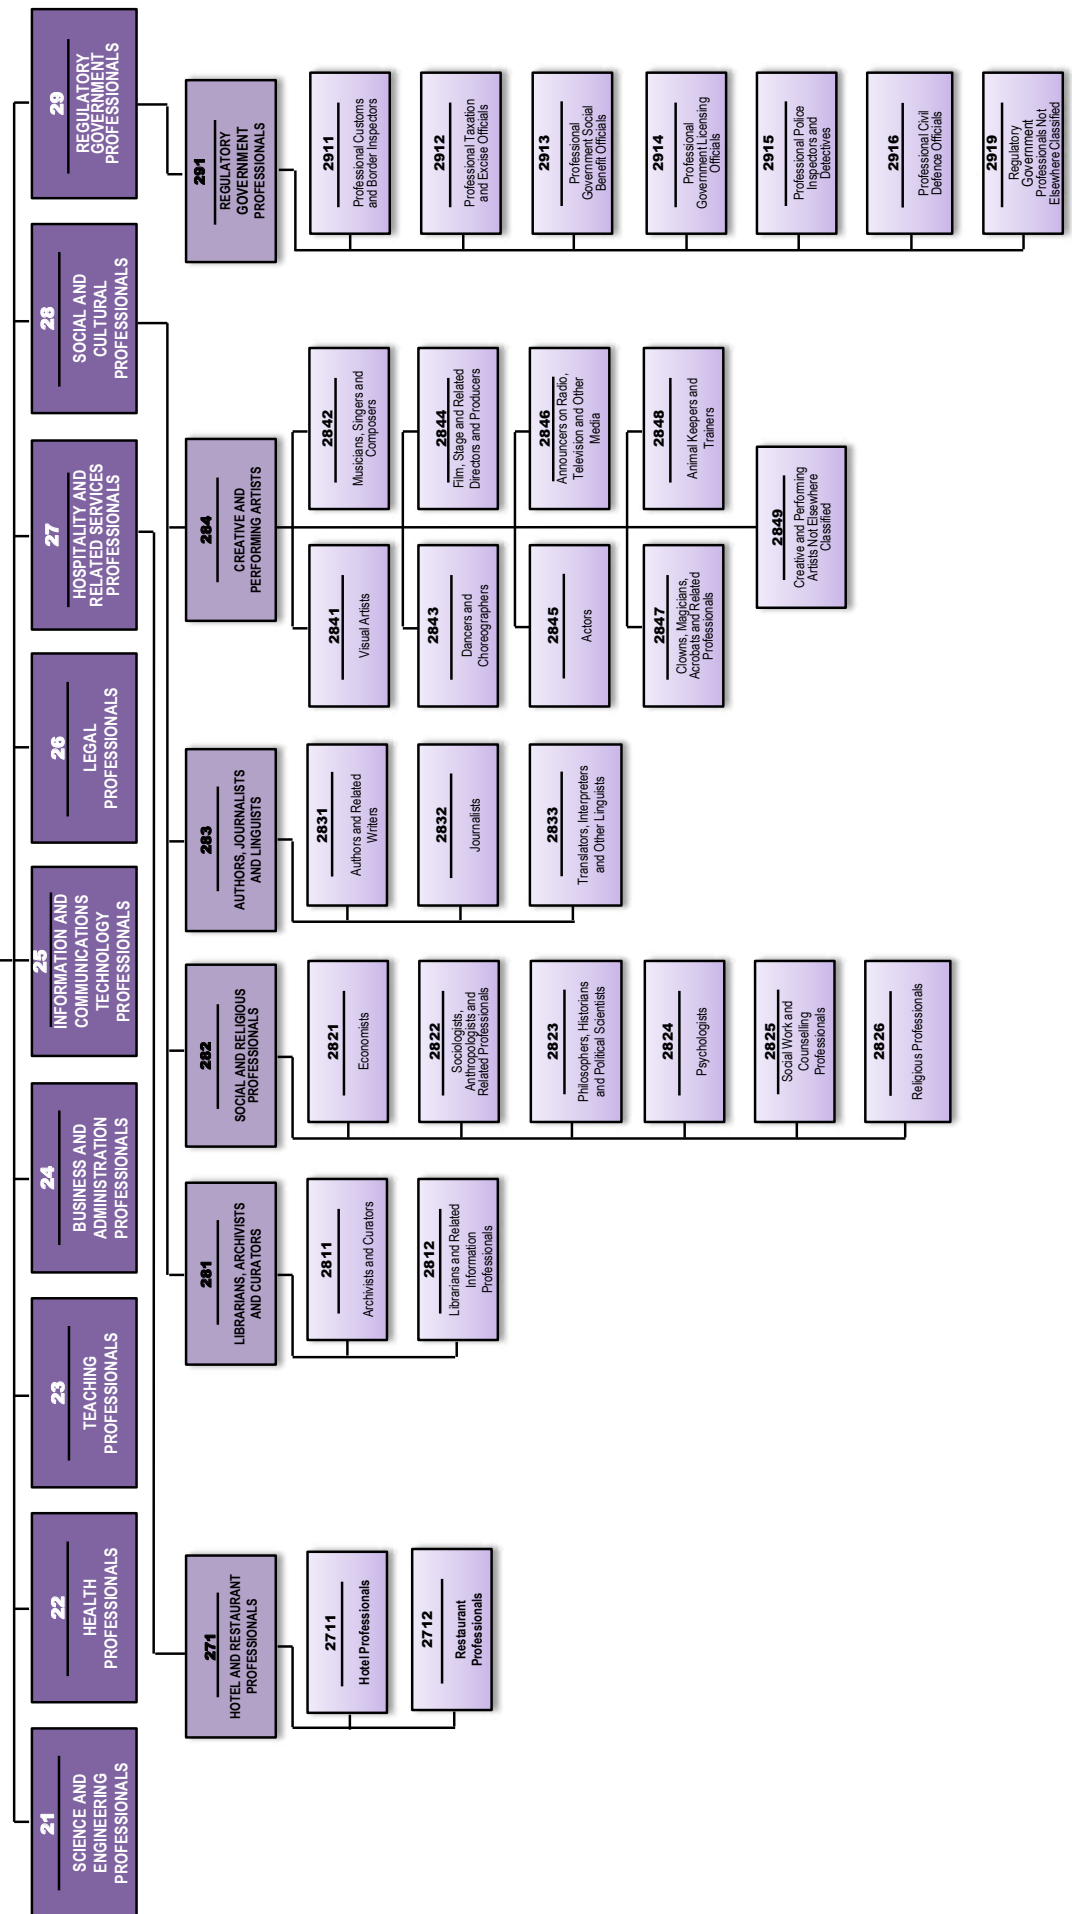 21
SCIENCE AND
ENGINEERING
PROFESSIONALS
22
HEALTH
PROFESSIONALS
23
TEACHING
PROFESSIONALS
24
BUSINESS AND
ADMINISTRATION
PROFESSIONALS
25
INFORMATION AND
COMMUNICATIONS
TECHNOLOGY
PROFESSIONALS
26
LEGAL
PROFESSIONALS
27
HOSPITALITY AND
RELATED SERVICES
PROFESSIONALS
28
SOCIAL AND
CULTURAL
PROFESSIONALS
29
REGULATORY
GOVERNMENT
PROFESSIONALS
271
HOTEL AND RESTAURANT
PROFESSIONALS
2711
Hotel Professionals
2712
Restaurant
Professionals
281
LIBRARIANS, ARCHIVISTS
AND CURATORS
2811
Archivists and Curators
2812
Librarians and Related
Information
Professionals
282
SOCIAL AND RELIGIOUS
PROFESSIONALS
2821
Economists
2822
Sociologists,
Anthropologists and
Related Professionals
2823
Philosophers, Historians
and Political Scientists
2824
Psychologists
2825
Social Work and
Counselling
Professionals
2826
Religious Professionals
283
AUTHORS, JOURNALISTS
AND LINGUISTS
2831
Authors and Related
Writers
2832
Journalists
2833
Translators, Interpreters
and Other Linguists
284
CREATIVE AND
PERFORMING ARTISTS
2841
Visual Artists
2842
Musicians, Singers and
Composers
2843
Dancers and
Choreographers
2844
Film, Stage and Related
Directors and Producers
2845
Actors
2846
Announcers on Radio,
Television and Other
Media
2847
Clowns, Magicians,
Acrobats and Related
Professionals
2848
Animal Keepers and
Trainers
2849
Creative and Performing
Artists Not Elsewhere
Classified
291
REGULATORY
GOVERNMENT
PROFESSIONALS
2911
Professional Customs
and Border Inspectors
2912
Professional Taxation
and Excise Officials
2913
Professional
Government Social
Benefit Officials
2914
Professional
Government Licensing
Officials
2915
Professional Police
Inspectors and
Detectives
2916
Professional Civil
Defence Officials
2919
Regulatory
Government
Professionals Not
Elsewhere Classified